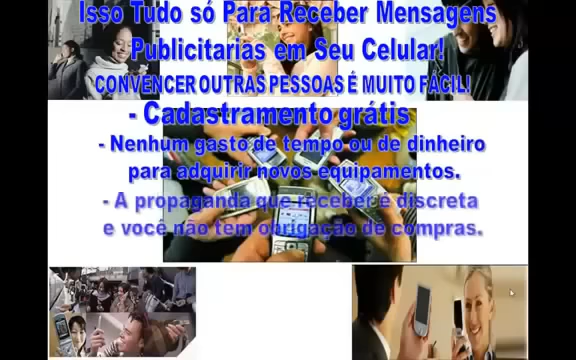 Isso Tudo só Para Receber Mensagens
Publicitarias em Seu Celular!
CONVENCER OUTRAS PESSOAS É MUITO FÁCIL!
- Cadastramento grátis
- Nenhum gasto de tempo ou de dinheiro
para adquirir novos equipamentos.
- A propaganda que receber é discreta
e você não tem obrigação de compras.